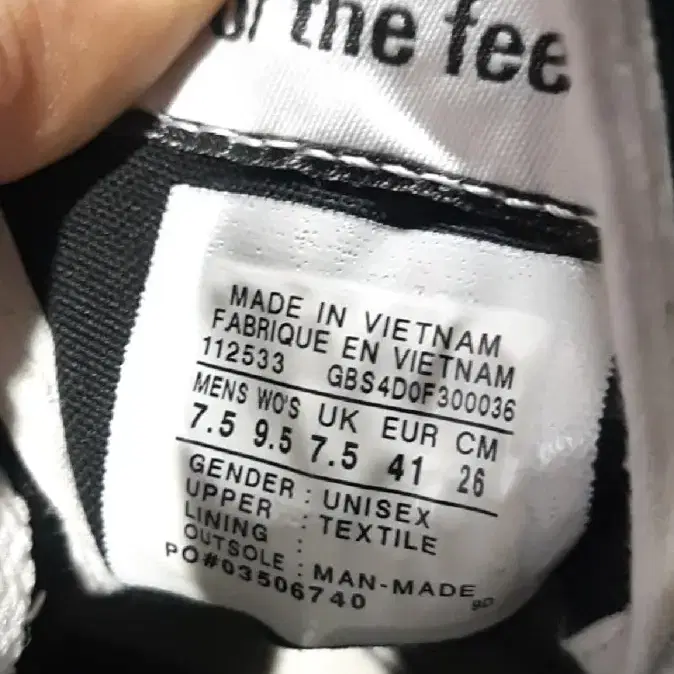 the fee
MADE IN VIETNAM
FABRIQUE EN VIETNAM
112533 GBS4D0F300036
MENS WO'S UK EUR CM
7.5 9.5 7.5 41 26
GENDER : UNISEX
UPPER : TEXTILE
LINING :
OUTSOLE : MAN-MADE
PO#03506740